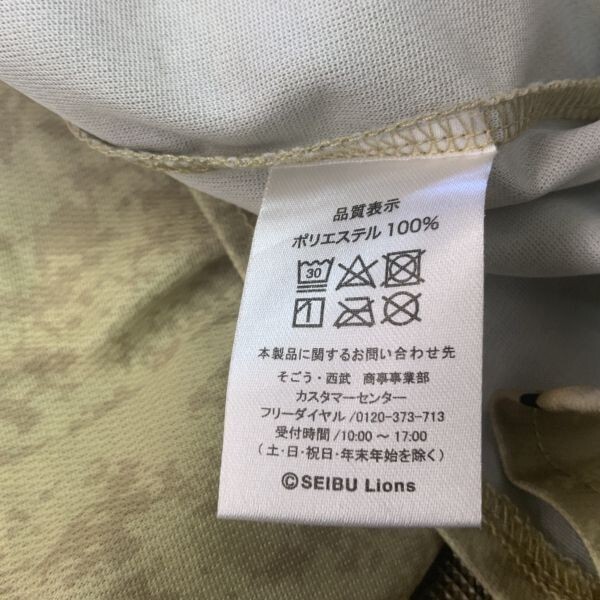 品質表示
ポリエステル 100%
30
本製品に関するお問い合わせ先
そごう・西武 商事事業部
カスタマーセンター
フリーダイヤル/0120-373-713
受付時間/10:00～17:00
(土・日・祝日・年末年始を除く)
©SEIBU Lions